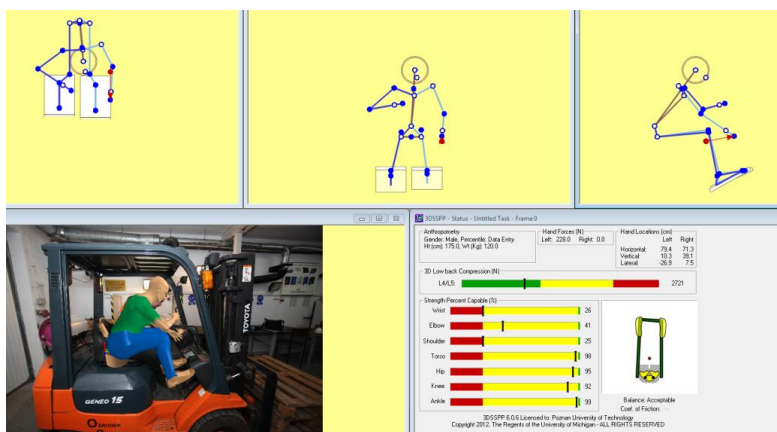 3DSSPP - Status - Untitled Task - Frame 0
Anthropometry
Gender: Male, Percentile: Data Entry
Ht (cm): 175.0, Wt (Kg): 120.0
Hand Forces (N)
Left: 228.0 Right: 0.0
Hand Locations (cm)
Left Right
Horizontal: 79.4 71.3
Vertical: 10.3 39.1
Lateral: -26.9 7.5
3D Low back Compression (N)
L4/L5: 2721
Strength Percent Capable (%)
Wrist 26
Elbow 41
Shoulder 25
Torso 98
Hip 95
Knee 92
Ankle 99
Balance: Acceptable
Coef. of Friction:
3DSSPP 6.0.6 Licensed to: Poznan University of Technology
Copyright 2012, The Regents of the University of Michigan - ALL RIGHTS RESERVED
TOYOTA
GENEO 15